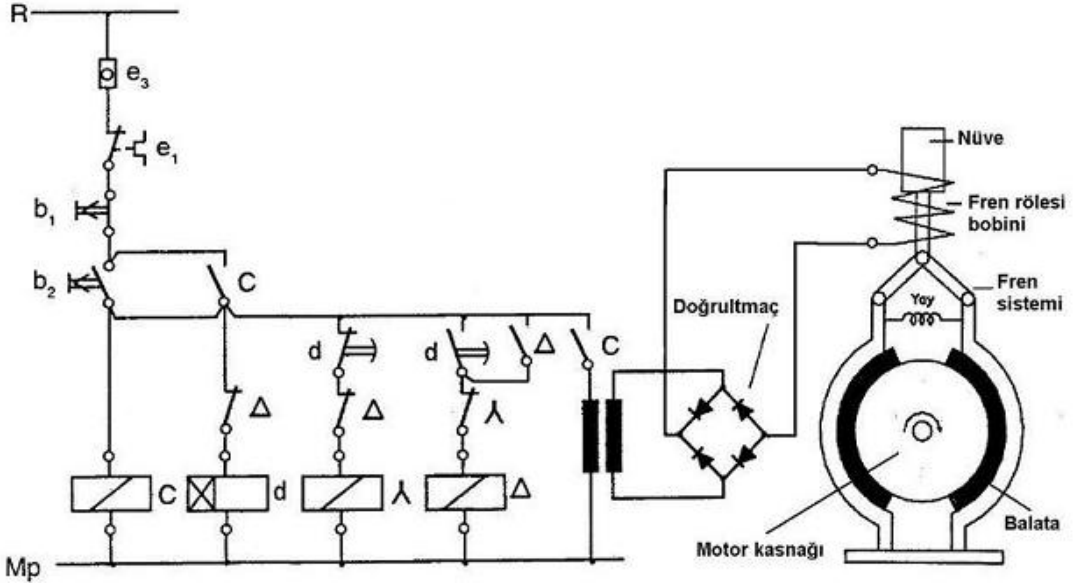 R
e3
e1
b1
b2
C
d
Δ
d
Δ
C
Δ
Δ
⅄
C
d
⅄
Δ
Mp
Doğrultmaç
Nüve
Fren rölesi
bobini
Fren
sistemi
Yay
Motor kasnağı
Balata